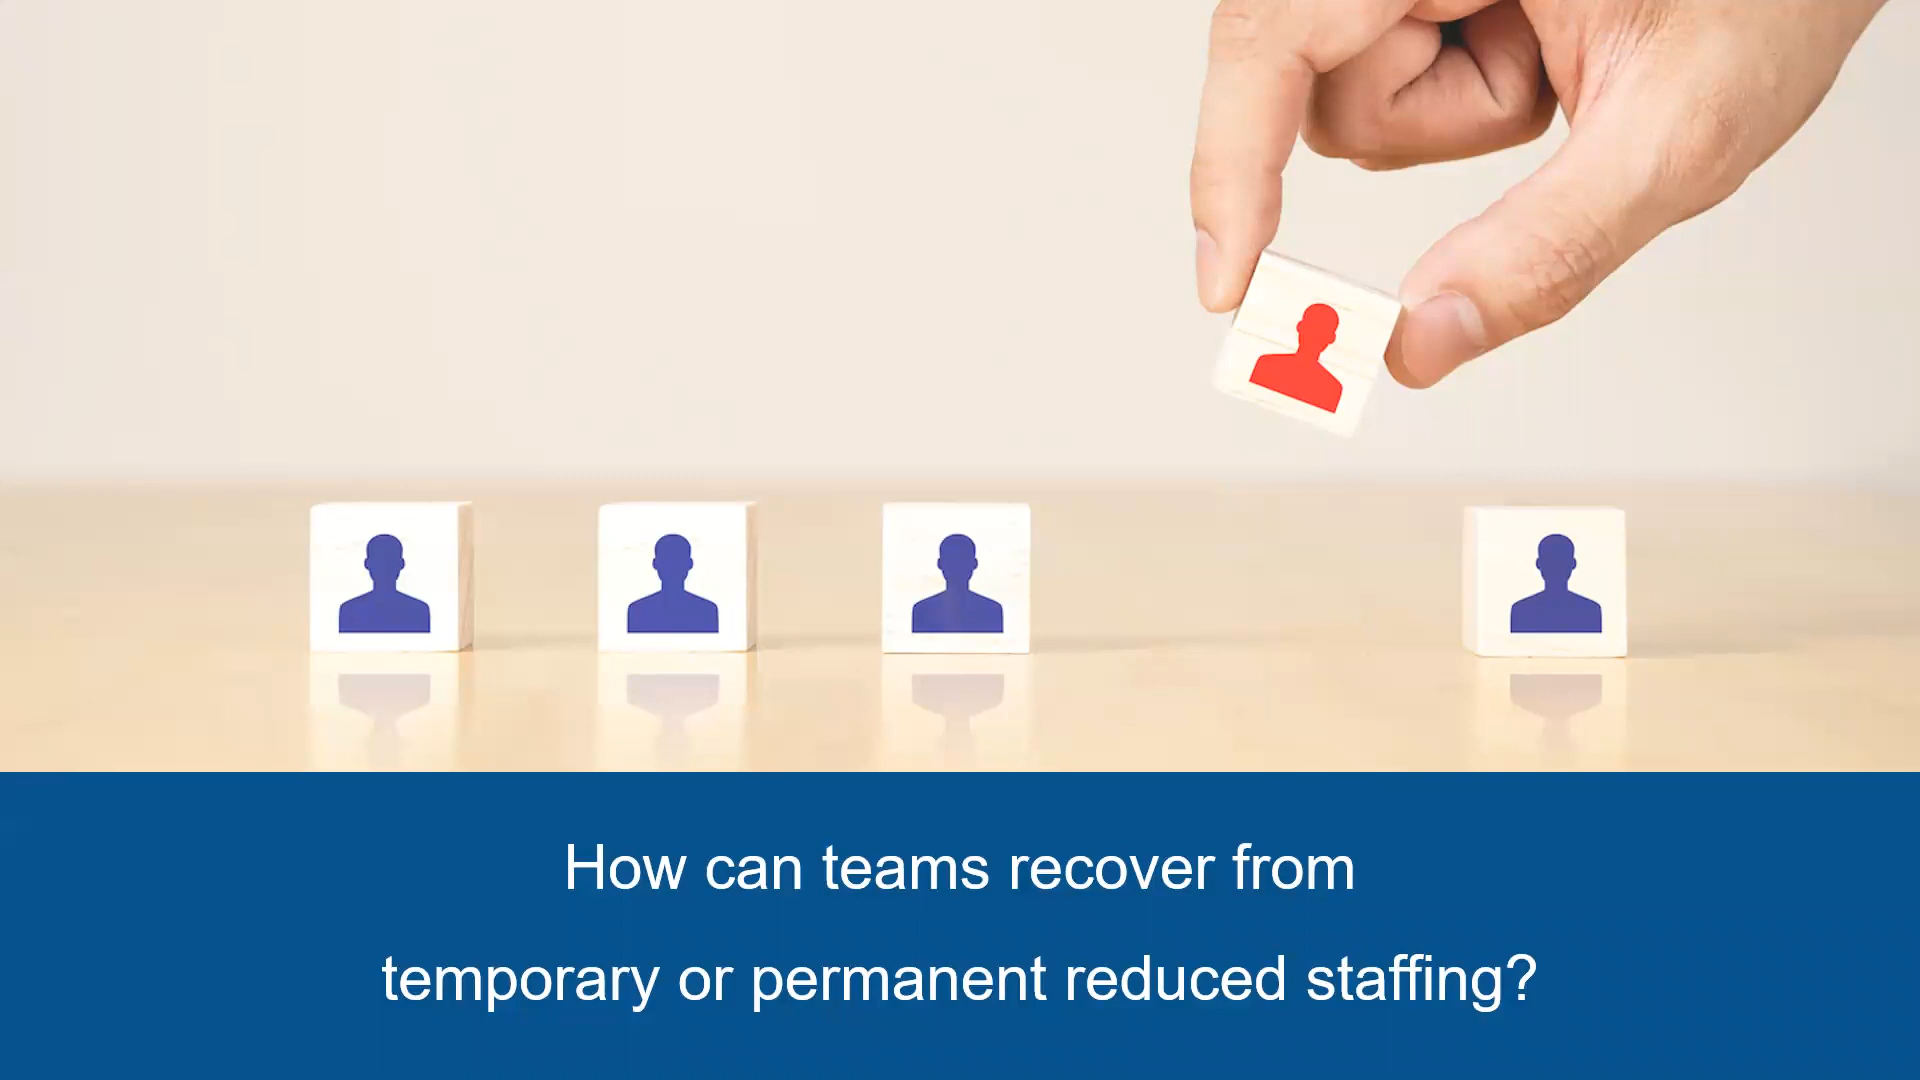 How can teams recover from
temporary or permanent reduced staffing?